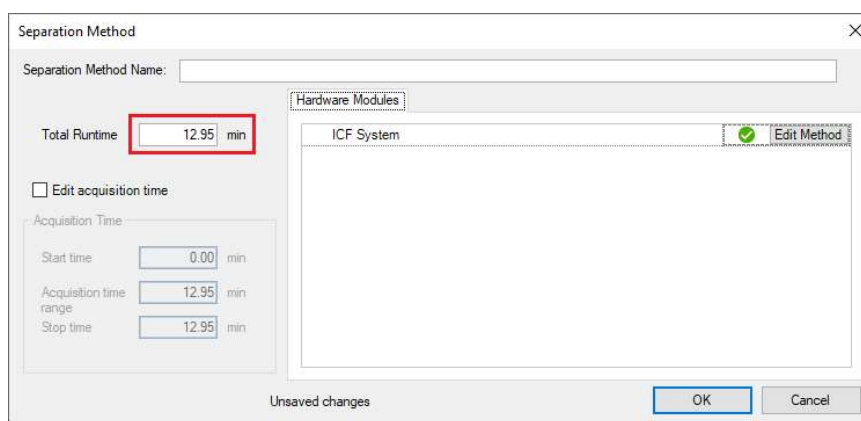 Separation Method
Separation Method Name:
Hardware Modules
Total Runtime 12.95 min
ICF System Edit Method
Edit acquisition time
Acquisition Time
Start time 0.00 min
Acquisition time 12.95 min
range
Stop time 12.95 min
Unsaved changes
OK Cancel